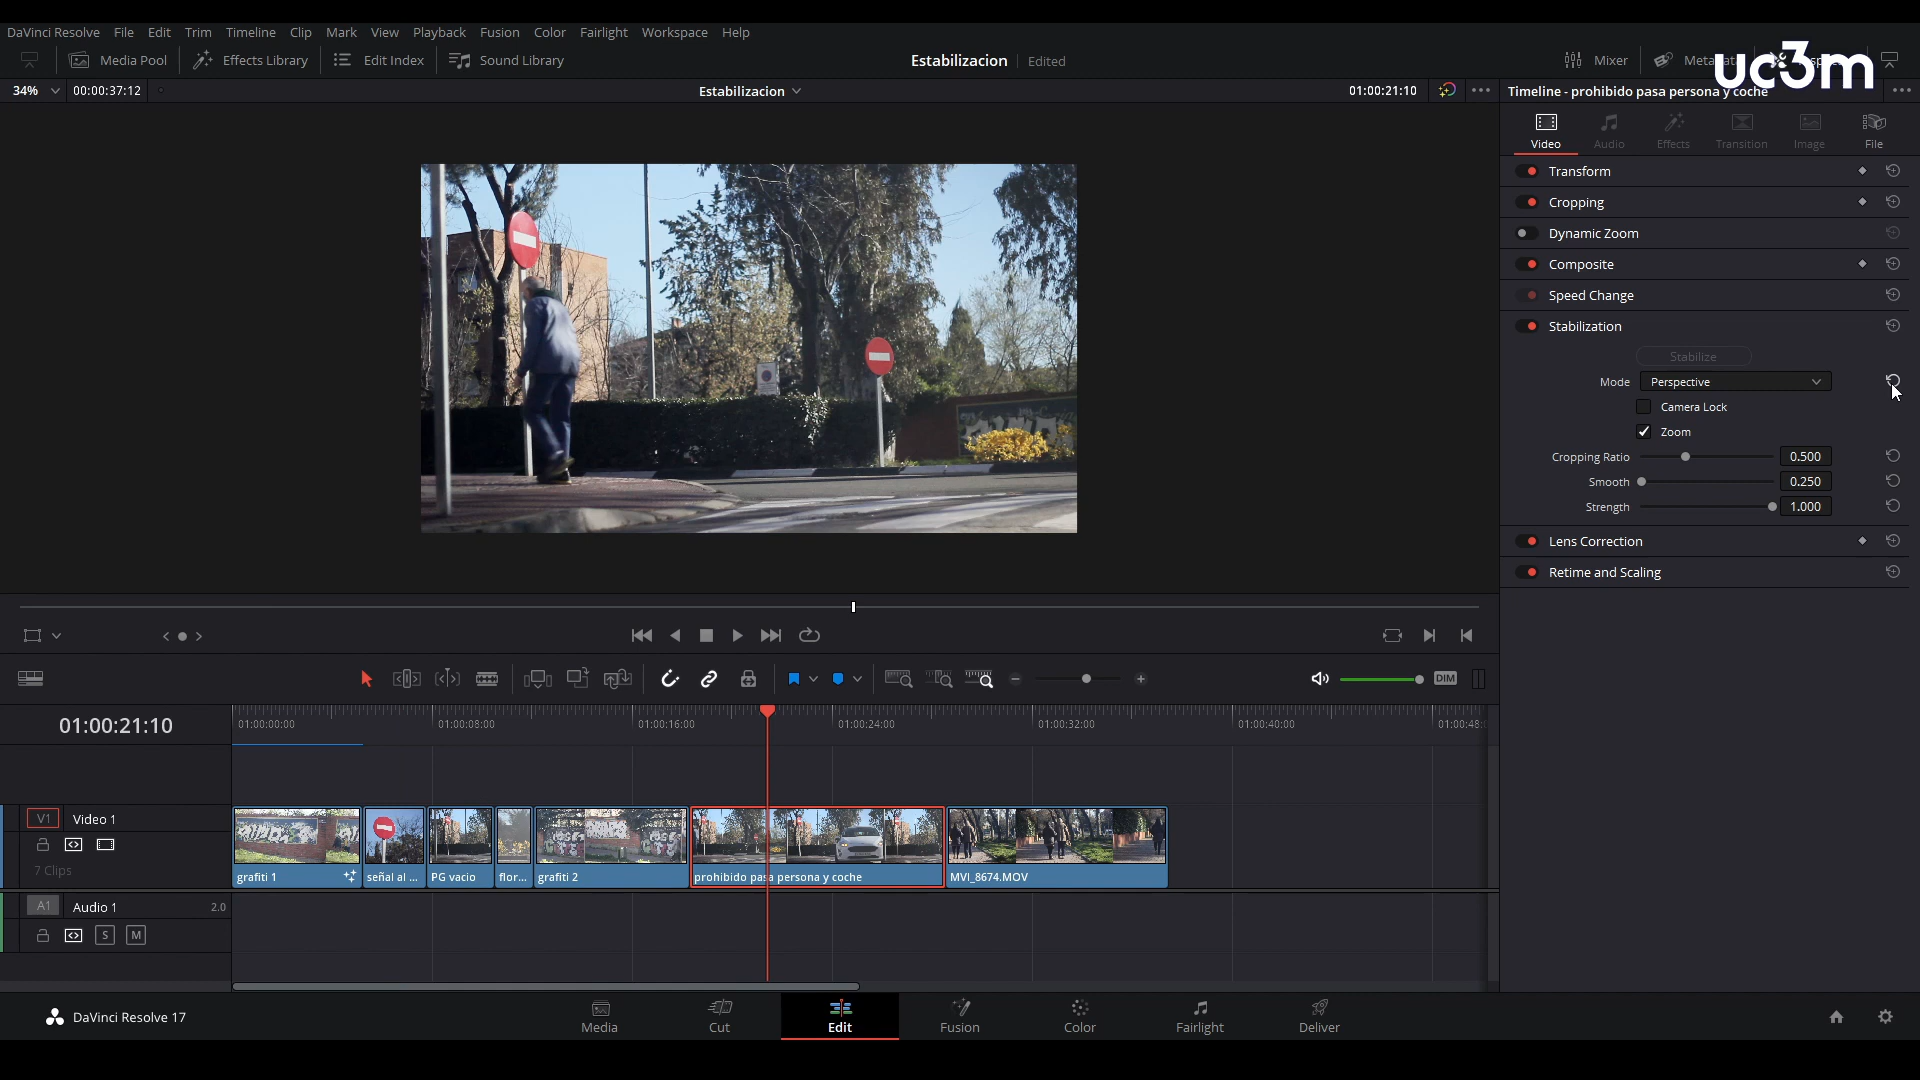 DaVinci Resolve File Edit Trim Timeline Clip Mark View Playback Fusion Color Fairlight Workspace Help
Media Pool Effects Library Edit Index Sound Library Estabilizacion Edited Mixer
uc3m
34% 00:00:37:12 Estabilizacion 01:00:21:10 Timeline - prohibido pasa persona y coche
Video Audio Effects Transition Image File
Transform
Cropping
Dynamic Zoom
Composite
Speed Change
Stabilization
Stabilize
Mode Perspective
Camera Lock
Zoom
Cropping Ratio 0.500
Smooth 0.250
Strength 1.000
Lens Correction
Retime and Scaling
DIM
01:00:21:10 01:00:00:00 01:00:08:00 01:00:16:00 01:00:24:00 01:00:32:00 01:00:40:00 01:00:48:
V1 Video 1
7 Clips
grafiti 1 señal al ... PG vacio flor... grafiti 2 prohibido pasa persona y coche MVI_8674.MOV
A1 Audio 1 2.0
S M
DaVinci Resolve 17 Media Cut Edit Fusion Color Fairlight Deliver